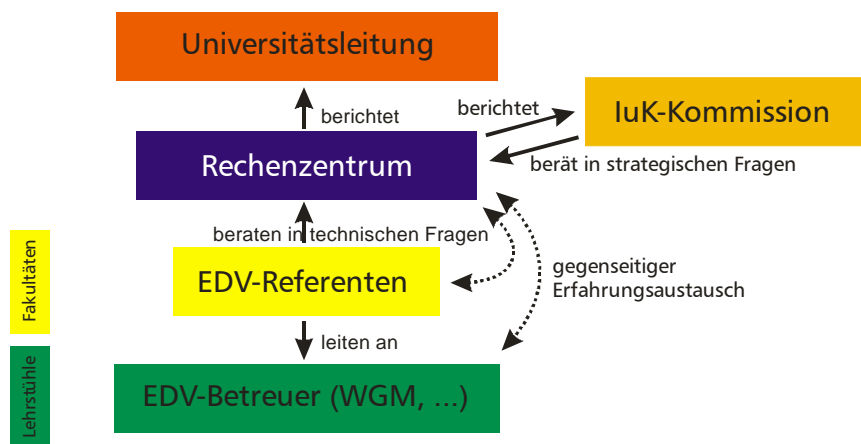 Universitätsleitung
berichtet
berichtet
IuK-Kommission
Rechenzentrum
berät in strategischen Fragen
beraten in technischen Fragen
Fakultäten
EDV-Referenten
gegenseitiger
Erfahrungsaustausch
leiten an
Lehrstühle
EDV-Betreuer (WGM, ...)